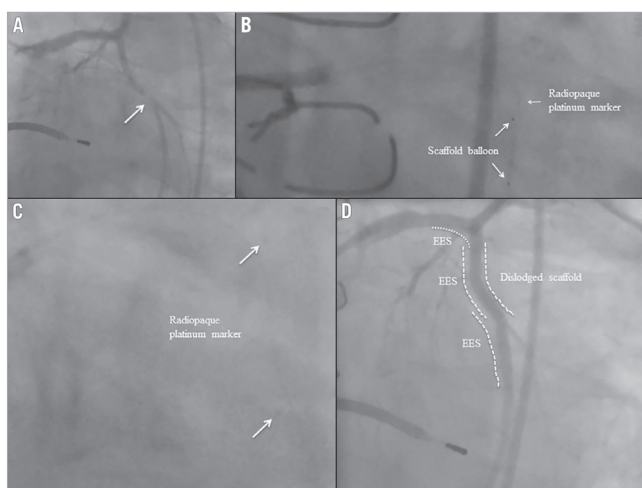 A
B
Radiopaque
platinum marker
Scaffold balloon
C
Radiopaque
platinum marker
D
EES
EES
Dislodged scaffold
EES